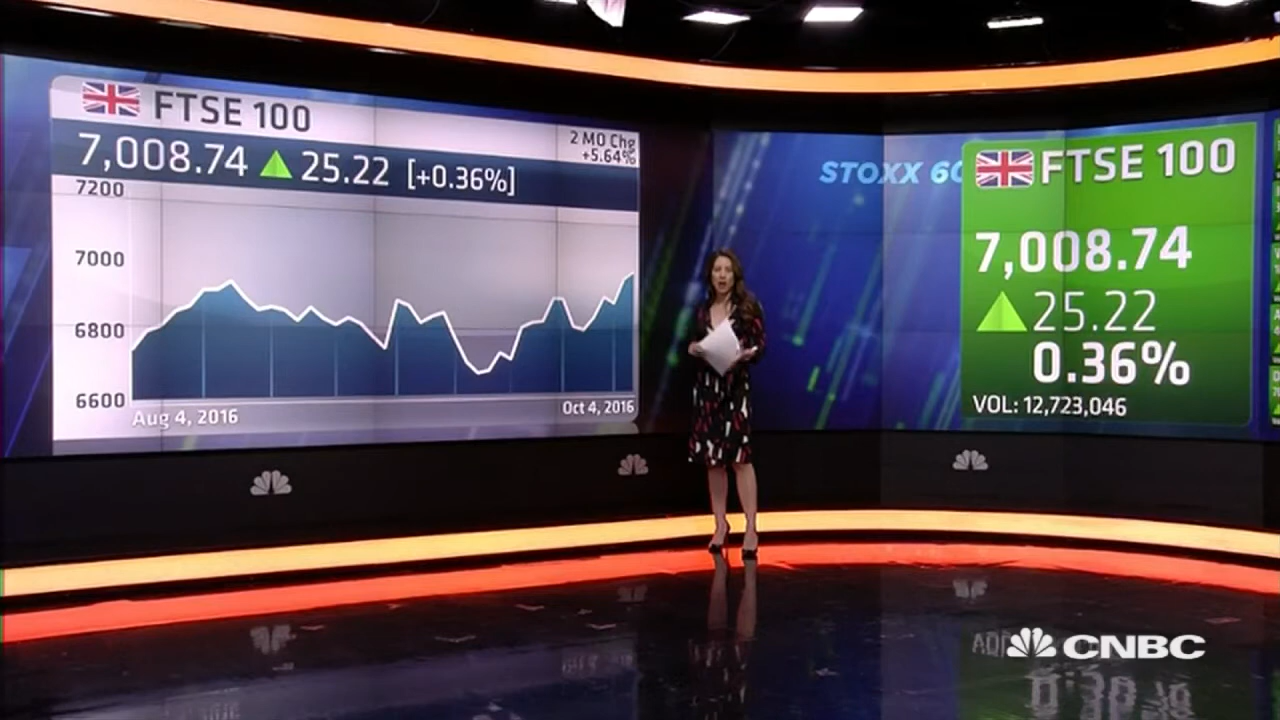 FTSE 100
7,008.74 ▲ 25.22 [+0.36%]
2 MO Chg
+5.64%
7200
7000
6800
6600
Aug 4, 2016
Oct 4, 2016
STOXX 60
FTSE 100
7,008.74
▲ 25.22
0.36%
VOL: 12,723,046
CNBC